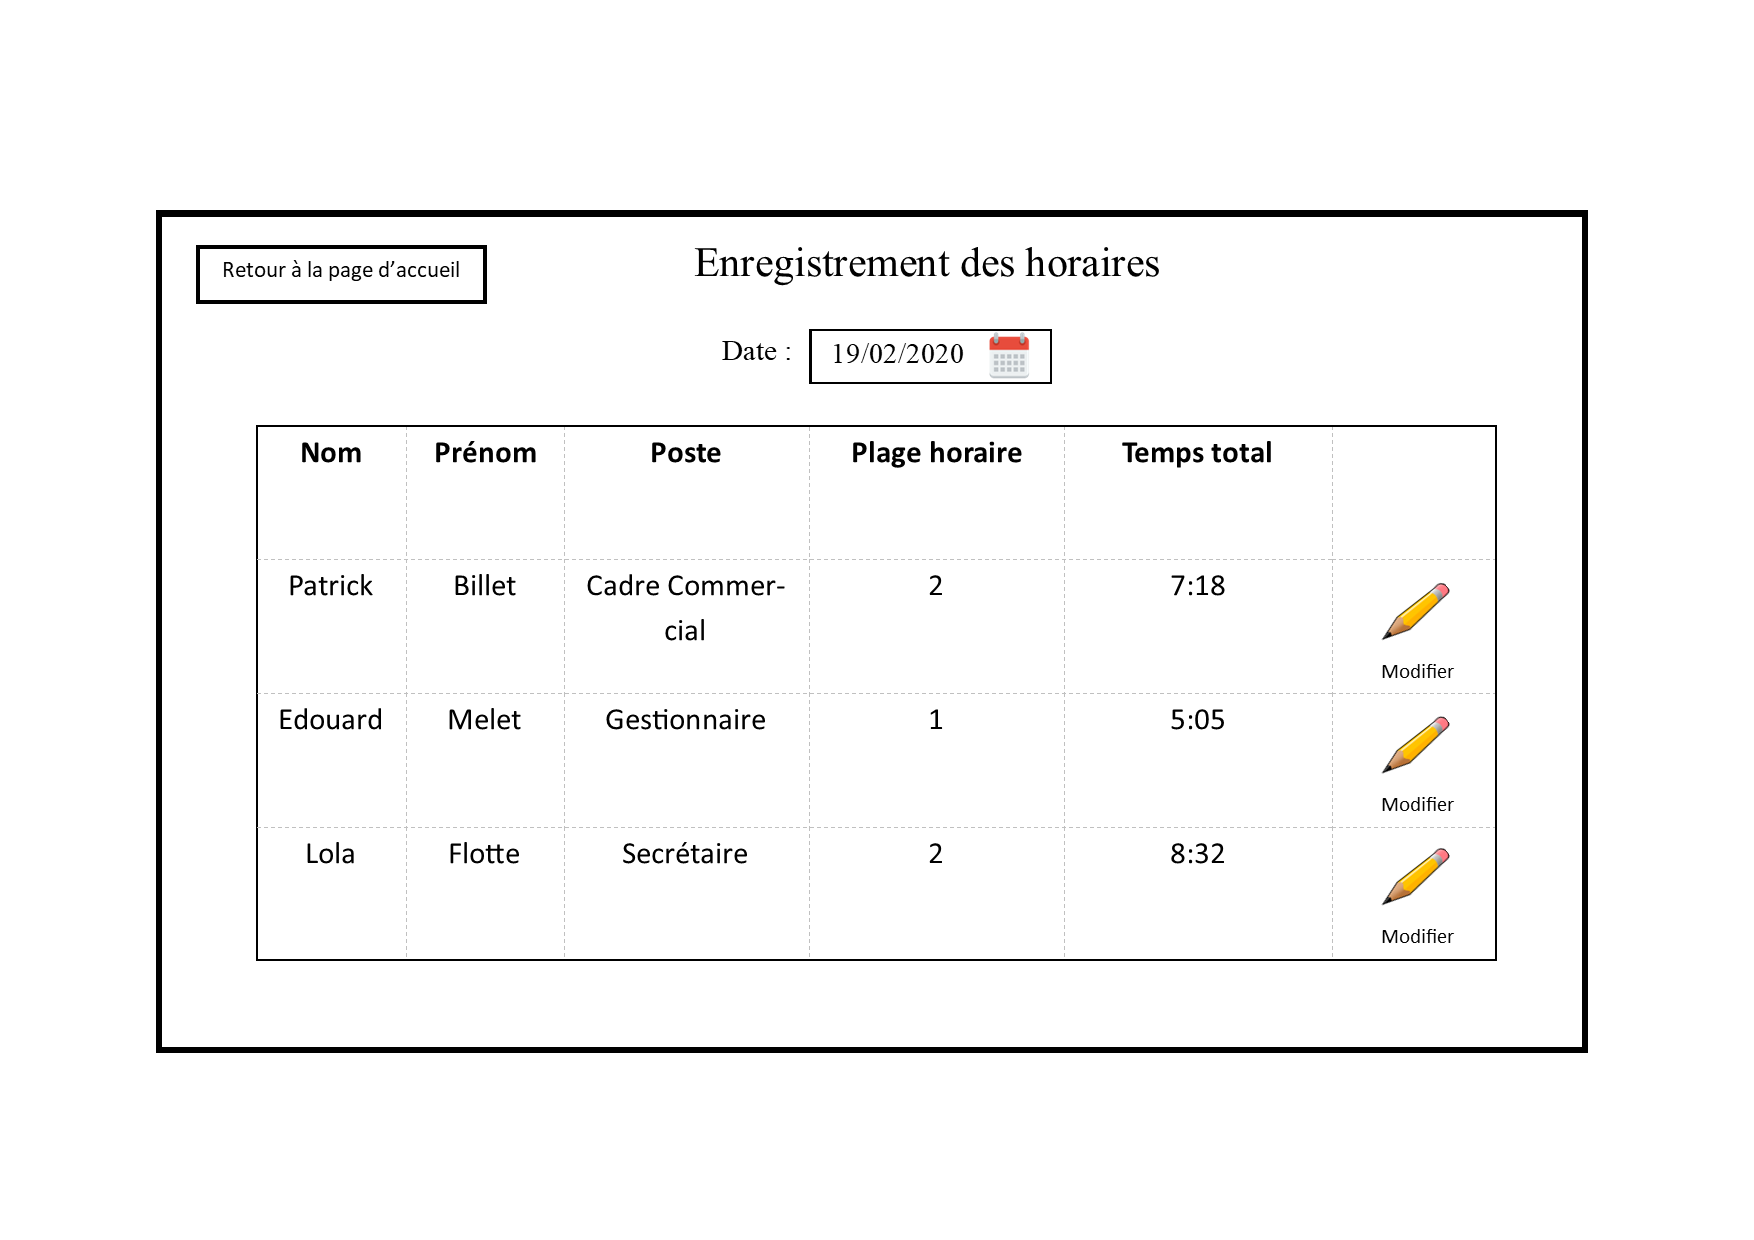 Retour à la page d’accueil
Enregistrement des horaires
Date : 19/02/2020
Nom Prénom Poste Plage horaire Temps total
Patrick Billet Cadre Commer- 2 7:18
cial
Modifier
Edouard Melet Gestionnaire 1 5:05
Modifier
Lola Flotte Secrétaire 2 8:32
Modifier